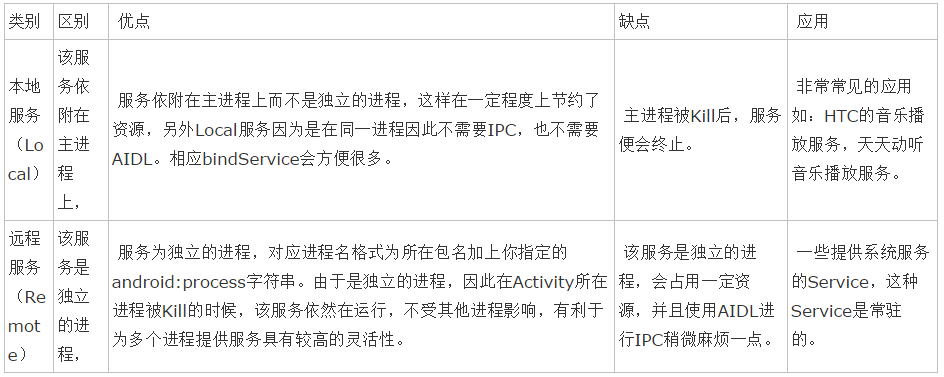 类别
区别
优点
缺点
应用
本地
服务
（Lo
cal）
该服
务依
附在
主进
程
上，
服务依附在主进程上而不是独立的进程，这样在一定程度上节约了
资源，另外Local服务因为是在同一进程因此不需要IPC，也不需要
AIDL。相应bindService会方便很多。
主进程被Kill后，服务
便会终止。
非常常见的应用
如：HTC的音乐播
放服务，天天动听
音乐播放服务。
远程
服务
（Re
mot
e）
该服
务是
独立
的进
程，
服务为独立的进程，对应进程名格式为所在包名加上你指定的
android:process字符串。由于是独立的进程，因此在Activity所在
进程被Kill的时候，该服务依然在运行，不受其他进程影响，有利于
为多个进程提供服务具有较高的灵活性。
该服务是独立的进
程，会占用一定资
源，并且使用AIDL进
行IPC稍微麻烦一点。
一些提供系统服务
的Service，这种
Service是常驻
的。